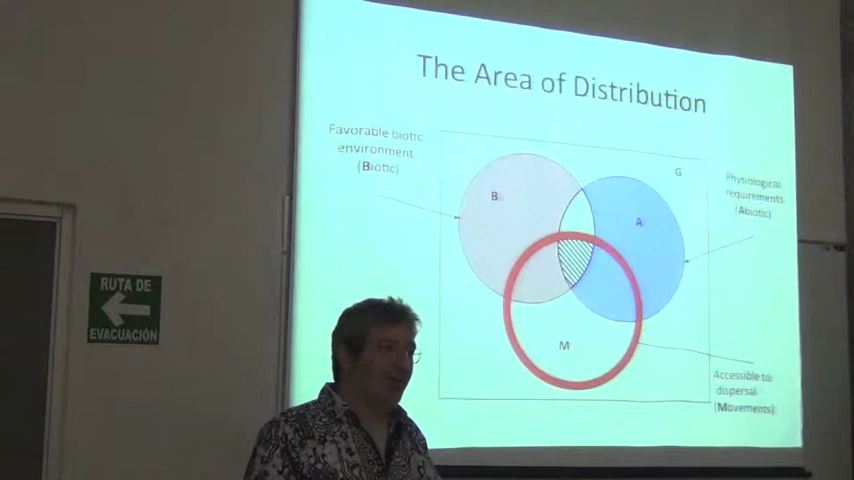 The Area of Distribution
Favorable biotic
environment
(Biotic)
G
Physiological
requirements
(Abiotic)
B
A
M
Accessible to
dispersal
(Movements)
RUTA DE
EVACUACIÓN